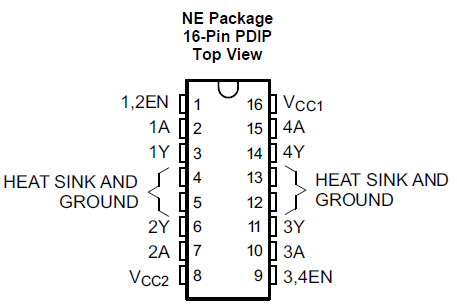 NE Package
16-Pin PDIP
Top View
1,2EN 1 16 VCC1
1A 2 15 4A
1Y 3 14 4Y
HEAT SINK AND GROUND 4 13 HEAT SINK AND GROUND
5 12
2Y 6 11 3Y
2A 7 10 3A
VCC2 8 9 3,4EN